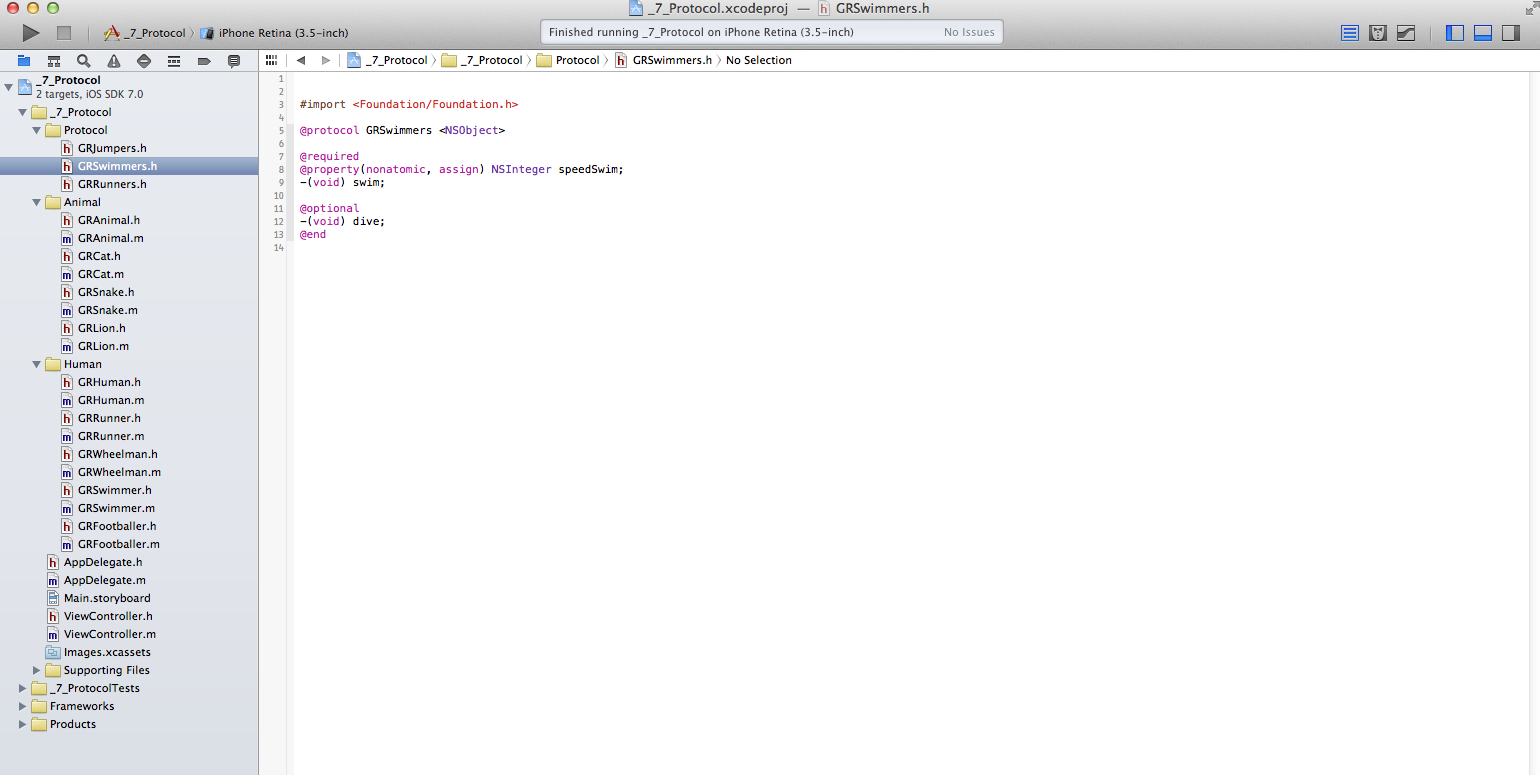 _7_Protocol.xcodeproj — GRSwimmers.h
_7_Protocol iPhone Retina (3.5-inch)
Finished running _7_Protocol on iPhone Retina (3.5-inch) No Issues
_7_Protocol _7_Protocol Protocol GRSwimmers.h No Selection
_7_Protocol
2 targets, iOS SDK 7.0
_7_Protocol
Protocol
GRJumpers.h
GRSwimmers.h
GRRunners.h
Animal
GRAnimal.h
GRAnimal.m
GRCat.h
GRCat.m
GRSnake.h
GRSnake.m
GRLion.h
GRLion.m
Human
GRHuman.h
GRHuman.m
GRRunner.h
GRRunner.m
GRWheelman.h
GRWheelman.m
GRSwimmer.h
GRSwimmer.m
GRFootballer.h
GRFootballer.m
AppDelegate.h
AppDelegate.m
Main.storyboard
ViewController.h
ViewController.m
Images.xcassets
Supporting Files
_7_ProtocolTests
Frameworks
Products
1
2
3 #import <Foundation/Foundation.h>
4
5 @protocol GRSwimmers <NSObject>
6
7 @required
8 @property(nonatomic, assign) NSInteger speedSwim;
9 -(void) swim;
10
11 @optional
12 -(void) dive;
13 @end
14